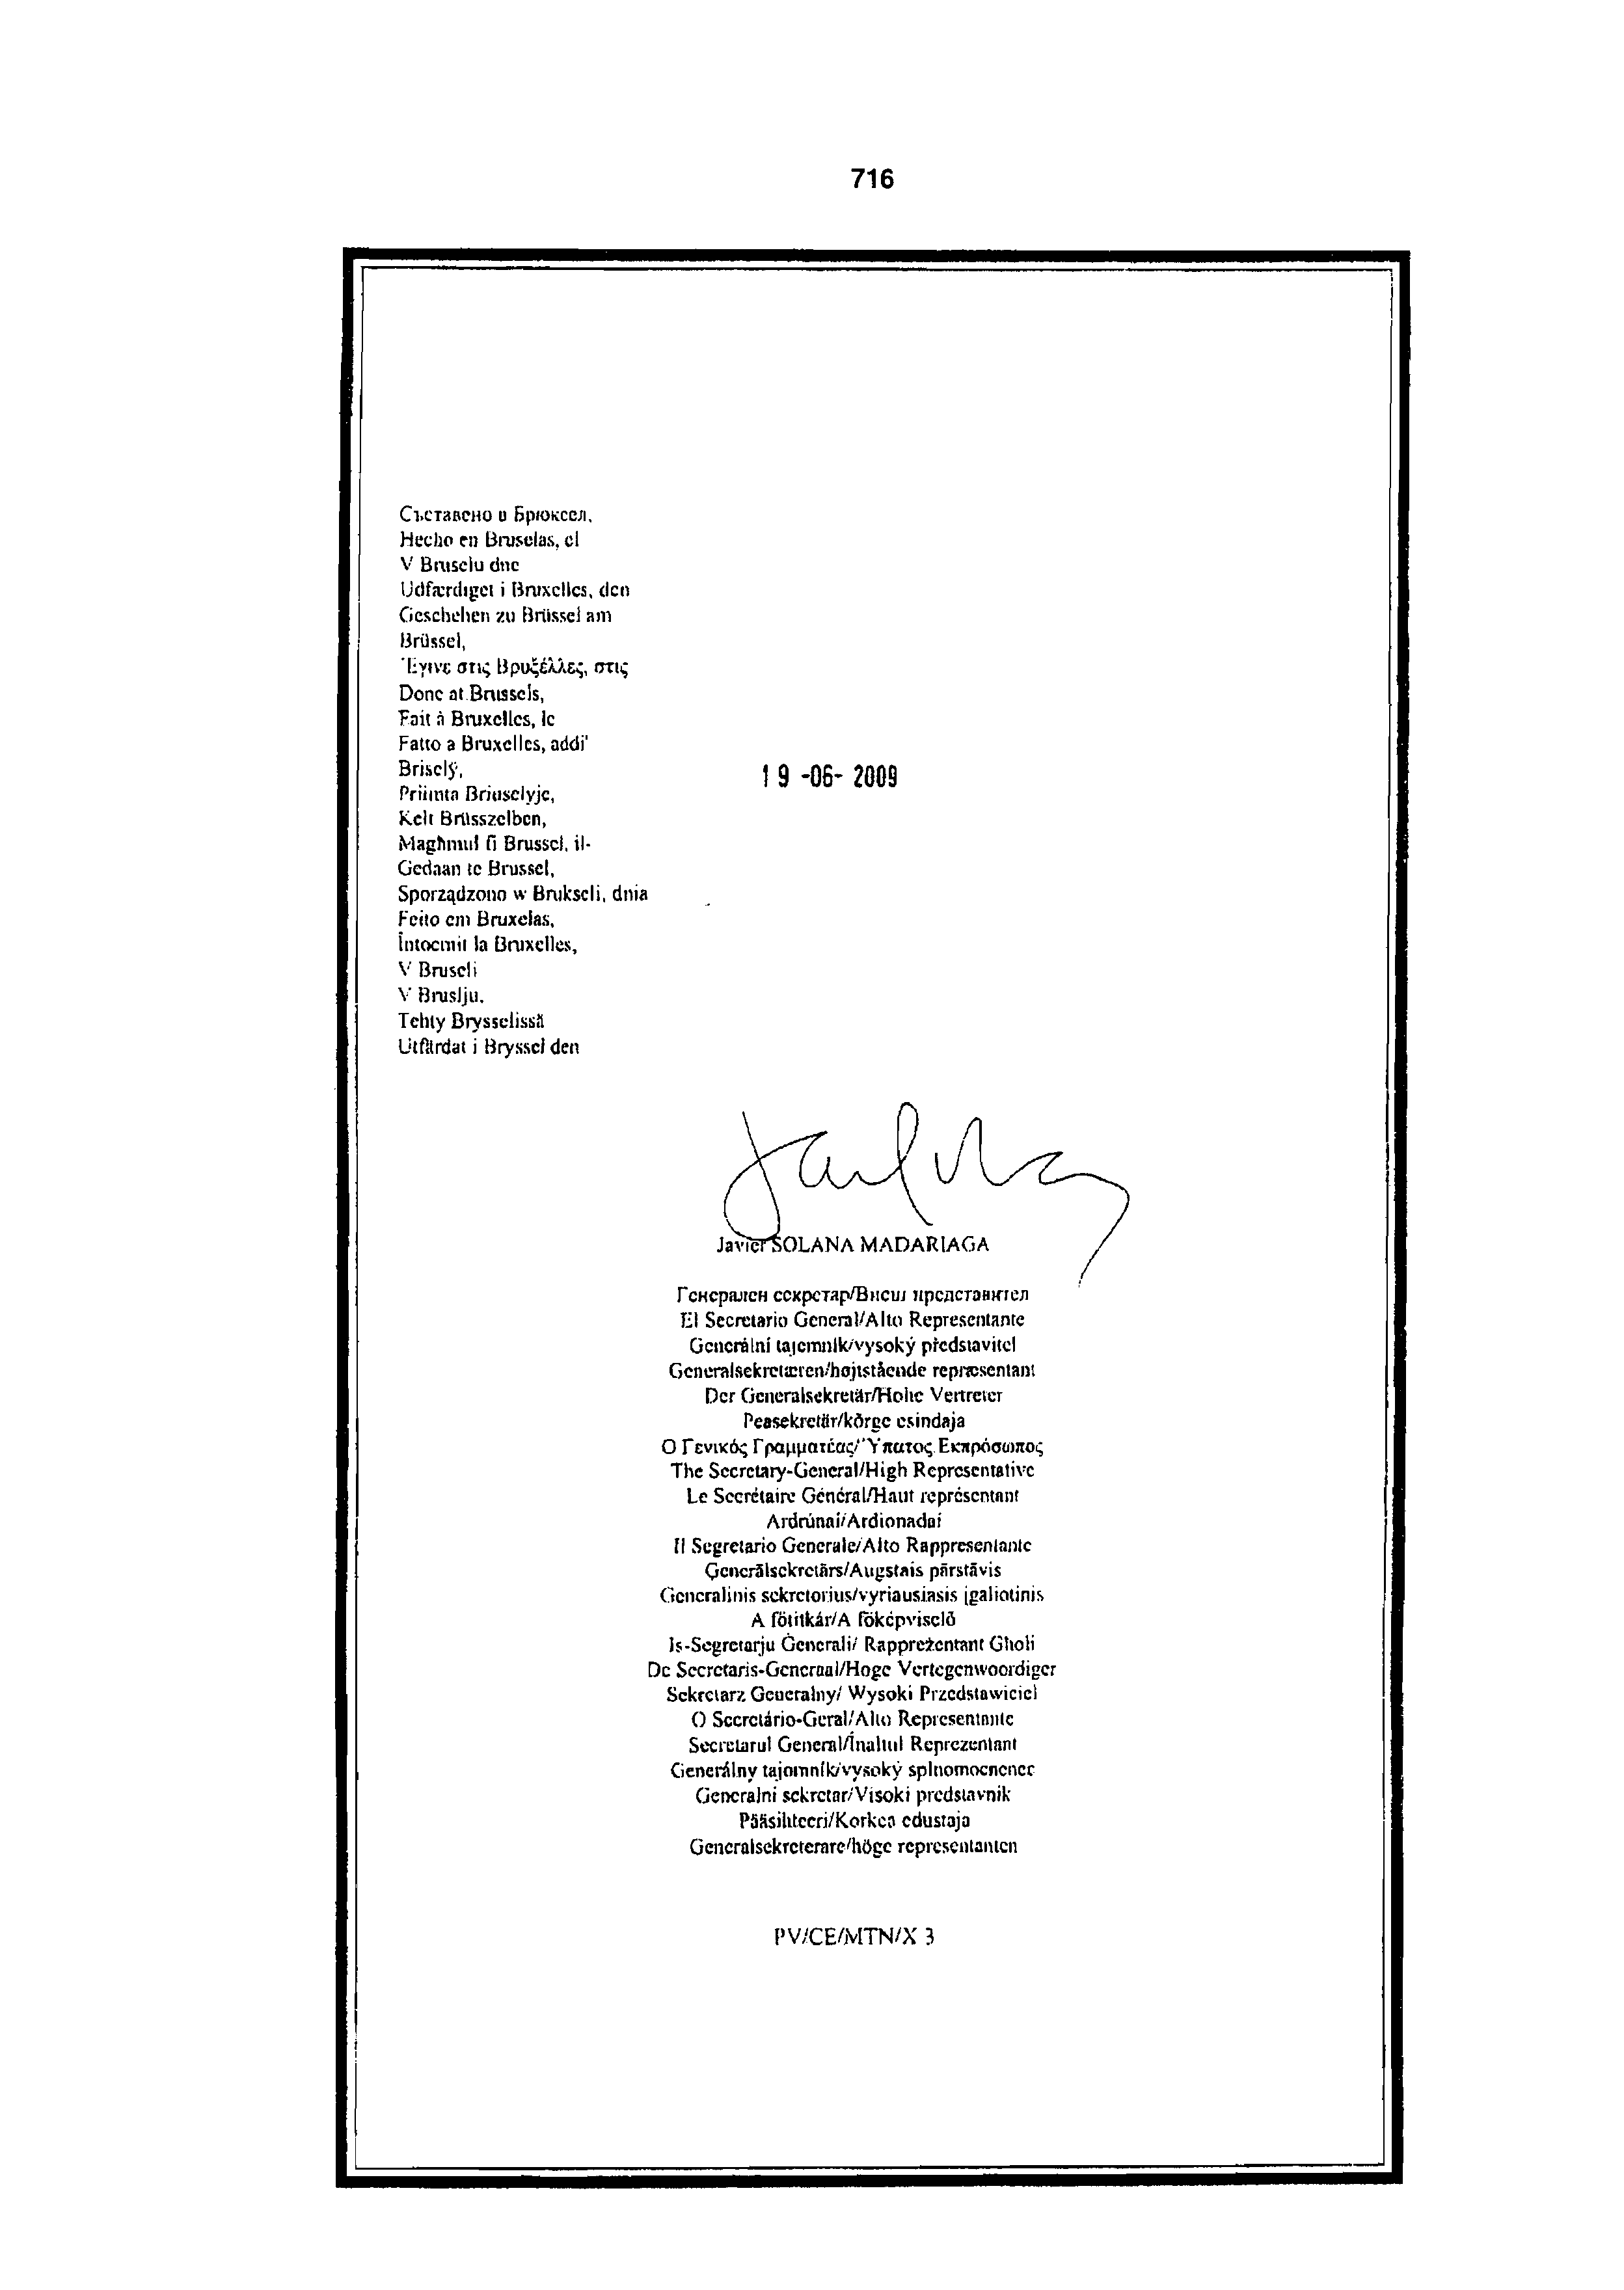 716
Съставено в Брюксел,
Hecho en Bruselas, el
V Bruselu dne
Udfærdiget i Bruxelles, den
Geschehen zu Brüssel am
Brüssel,
Έγινε στις Βρυξέλλες, στις
Done at Brussels,
Fait à Bruxelles, le
Fatto a Bruxelles, addi'
Briselȳ,
19 -06- 2009
Priimta Briuselyje,
Kelt Brüsszelben,
Magħmul fi Brussel, il-
Gedaan te Brussel,
Sporządzono w Brukseli, dnia
Feito em Bruxelas,
Întocmit la Bruxelles,
V Bruseli
V Bruslju,
Tehty Brysselissä
Utfärdat i Bryssel den
Javier SOLANA MADARIAGA
Генерален секретар/Висш представител
El Secretario General/Alto Representante
Generální tajemník/vysoký představitel
Generalsekretæren/højtstående repræsentant
Der Generalsekretär/Hohe Vertreter
Peasekretär/kõrge esindaja
Ο Γενικός Γραμματέας/Ύπατος Εκπρόσωπος
The Secretary-General/High Representative
Le Secrétaire Général/Haut représentant
Ardrúnaí/Ardionadaí
Il Segretario Generale/Alto Rappresentante
Ģenerālsekretārs/Augstais pārstāvis
Generalinis sekretorius/vyriausiasis įgaliotinis
A főtitkár/A főképviselő
Is-Segretarju Ġenerali/ Rappreżentant Għoli
De Secretaris-Generaal/Hoge Vertegenwoordiger
Sekretarz Generalny/ Wysoki Przedstawiciel
O Secretário-Geral/Alto Representante
Secretarul General/Înaltul Reprezentant
Generálny tajomník/vysoký splnomocnenec
Generalni sekretar/Visoki predstavnik
Pääsihteeri/Korkea edustaja
Generalsekreterare/höge representanten
PV/CE/MTN/X 3